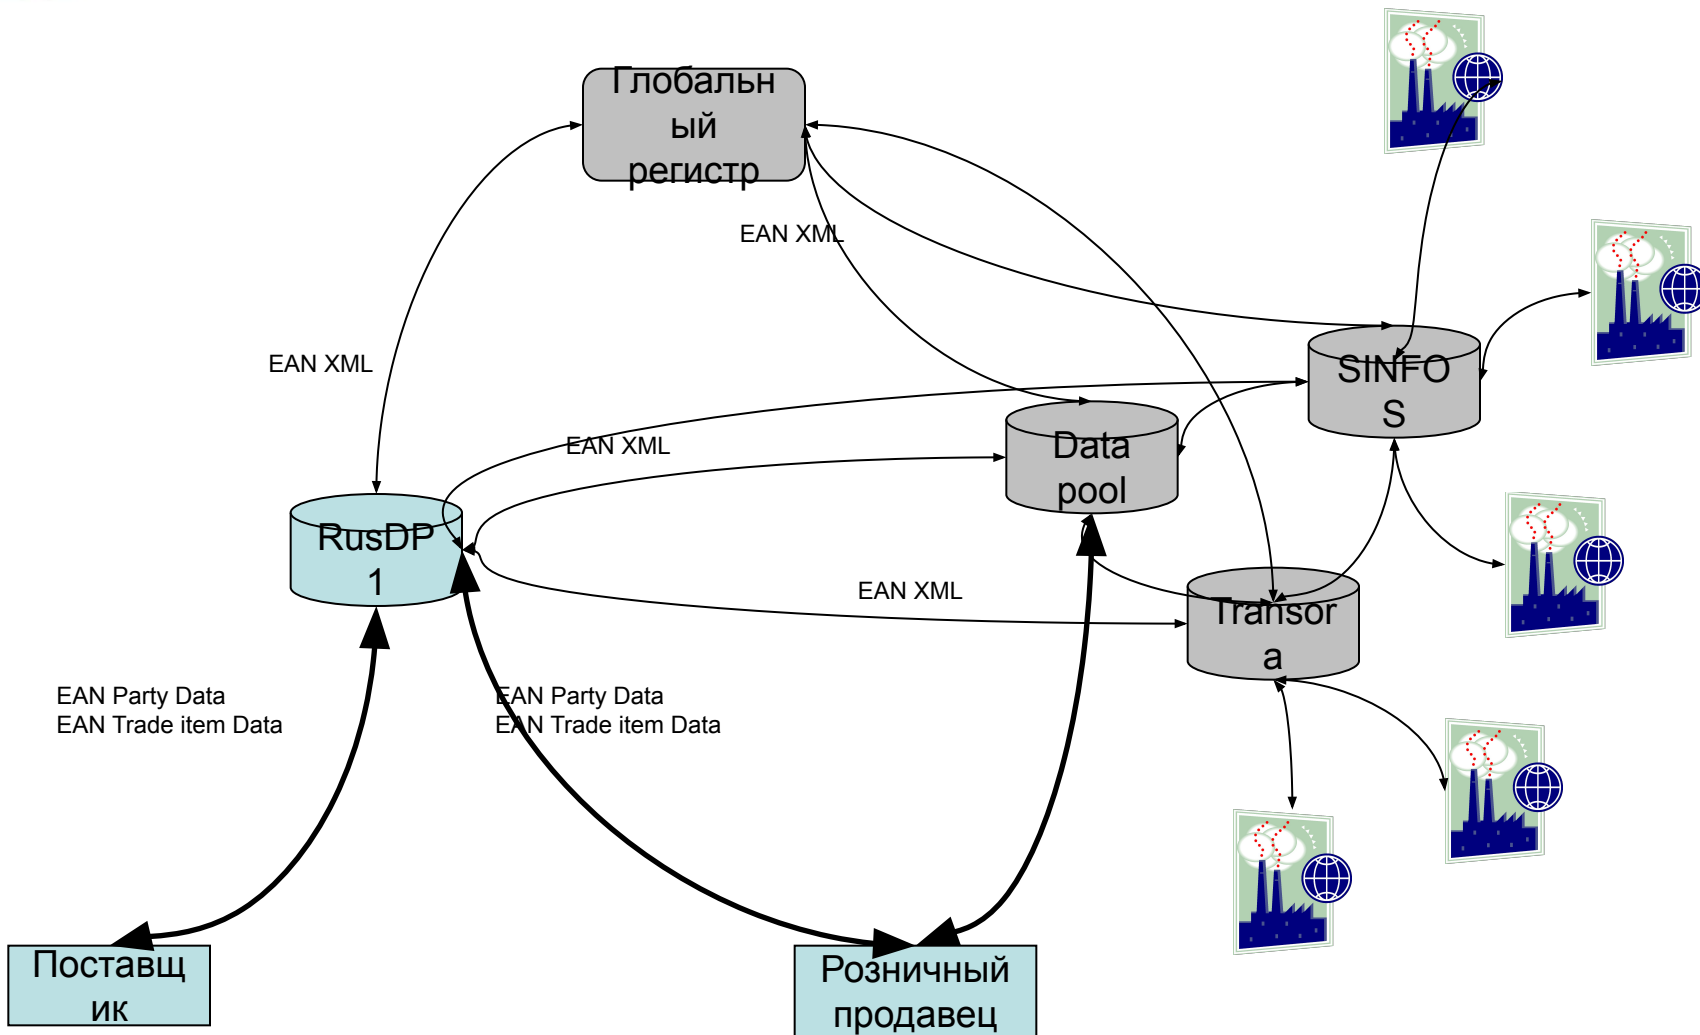 Глобальн
ый
регистр
EAN XML
EAN XML
SINFO
S
EAN XML
Data
pool
RusDP
1
EAN XML
Transor
a
EAN Party Data
EAN Trade item Data
EAN Party Data
EAN Trade item Data
Поставщ
ик
Розничный
продавец